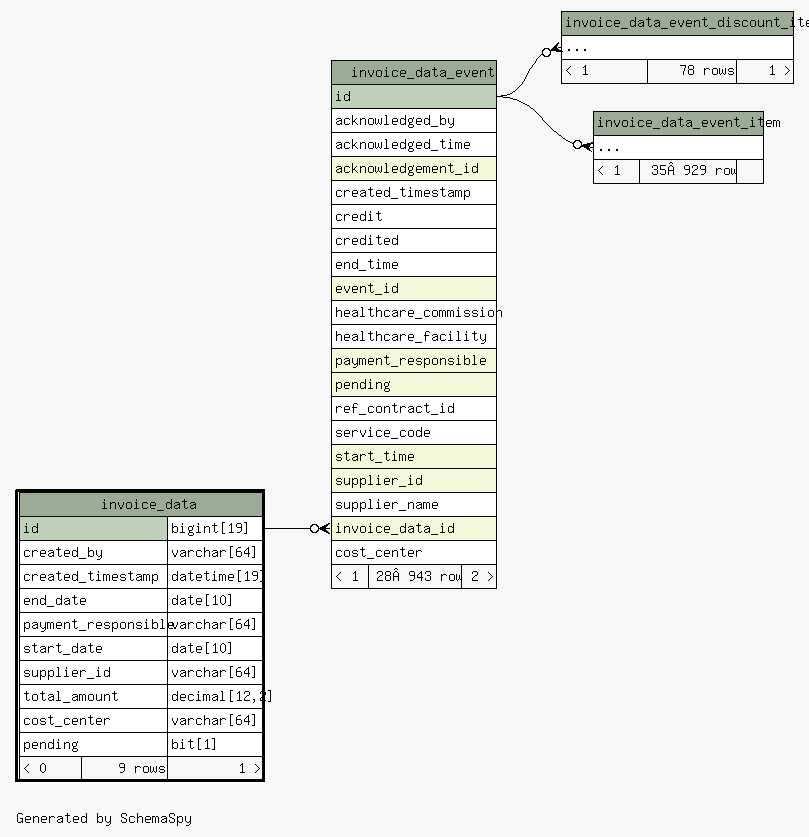 invoice_data_event_discount_ite
...
< 1 78 rows 1 >
invoice_data_event
id
acknowledged_by
acknowledged_time
acknowledgement_id
created_timestamp
credit
credited
end_time
event_id
healthcare_commission
healthcare_facility
payment_responsible
pending
ref_contract_id
service_code
start_time
supplier_id
supplier_name
invoice_data_id
cost_center
< 1 28Â 943 row 2 >
invoice_data_event_item
...
< 1 35Â 929 row
invoice_data
id bigint[19]
created_by varchar[64]
created_timestamp datetime[19]
end_date date[10]
payment_responsible varchar[64]
start_date date[10]
supplier_id varchar[64]
total_amount decimal[12,2]
cost_center varchar[64]
pending bit[1]
< 0 9 rows 1 >
Generated by SchemaSpy